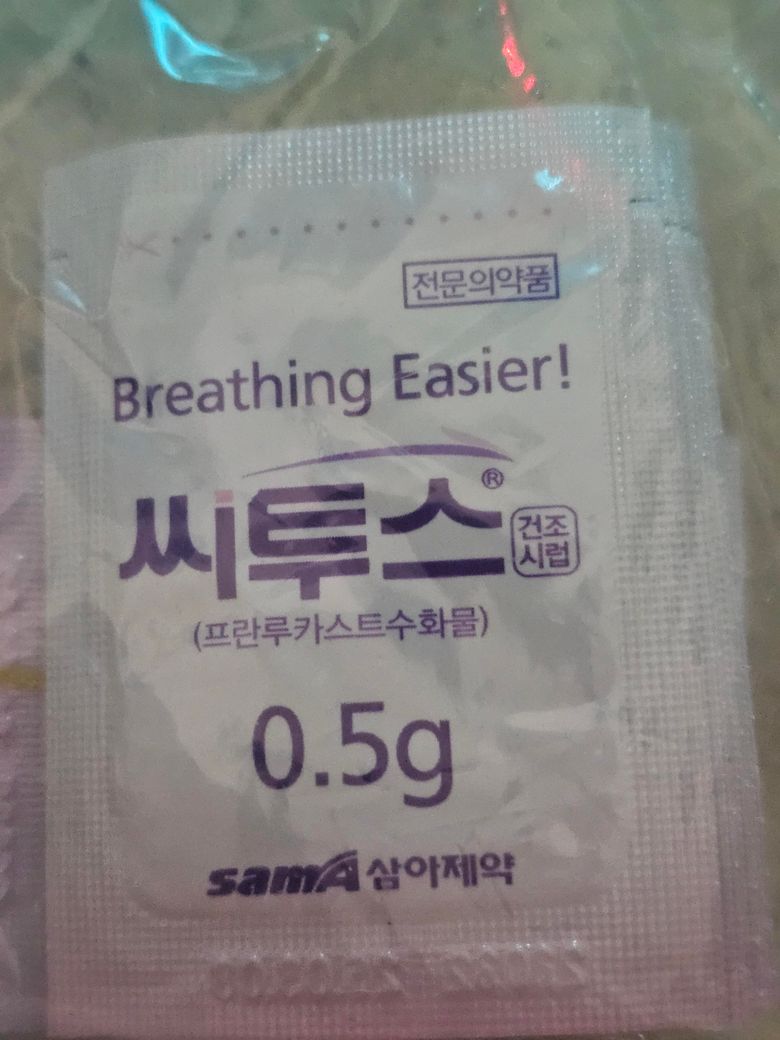 전문의약품
Breathing Easier!
씨투스®
건조
시럽
(프란루카스트수화물)
0.5g
samA 삼아제약